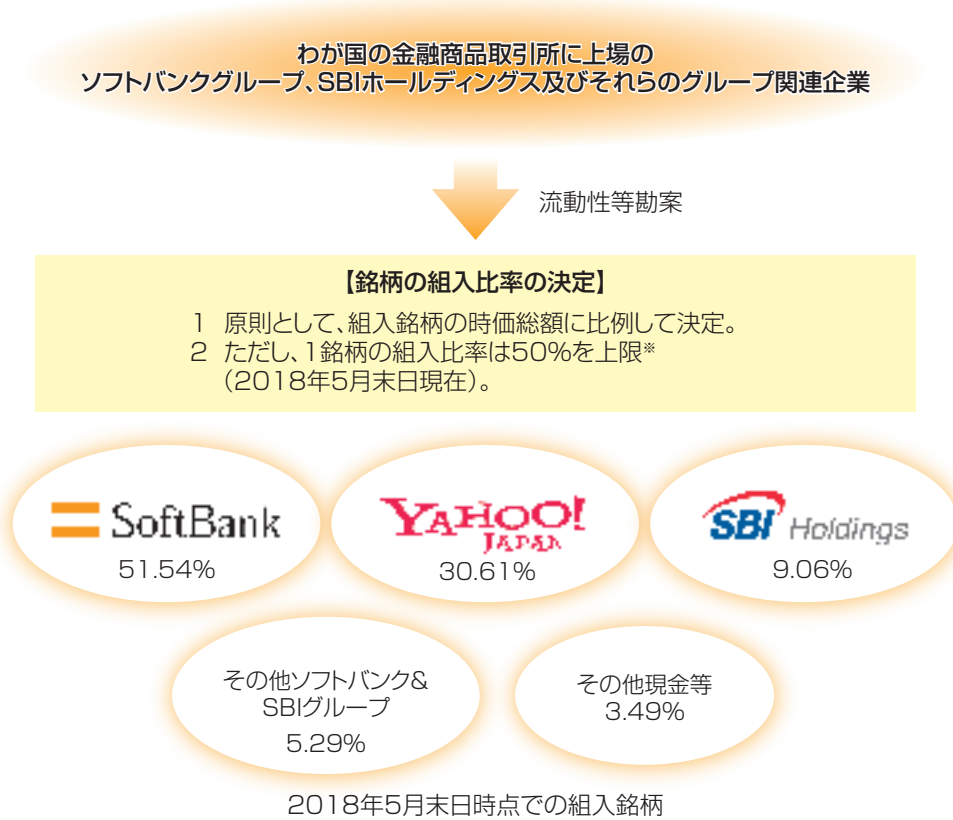 わが国の金融商品取引所に上場の
ソフトバンクグループ、SBIホールディングス及びそれらのグループ関連企業
流動性等勘案
【銘柄の組入比率の決定】
1 原則として、組入銘柄の時価総額に比例して決定。
2 ただし、1銘柄の組入比率は50%を上限※
（2018年5月末日現在）。
SoftBank
51.54%
YAHOO!
JAPAN
30.61%
SBI Holdings
9.06%
その他ソフトバンク&
SBIグループ
5.29%
その他現金等
3.49%
2018年5月末日時点での組入銘柄